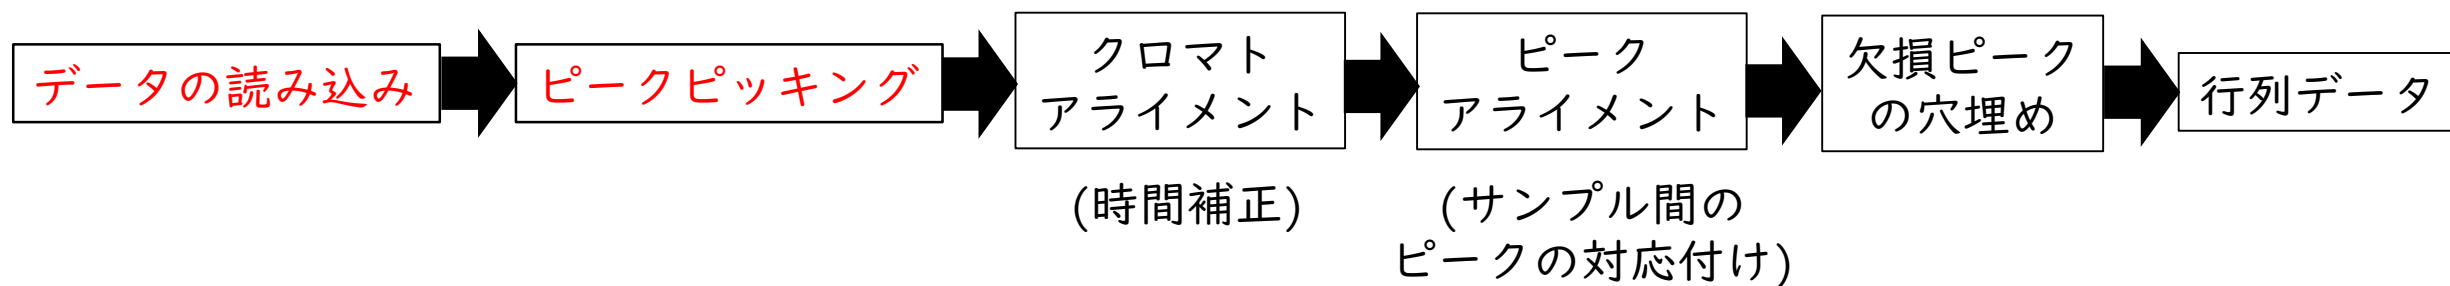 データの読み込み
ピークピッキング
クロマト
アライメント
(時間補正)
ピーク
アライメント
(サンプル間の
ピークの対応付け)
欠損ピーク
の穴埋め
行列データ